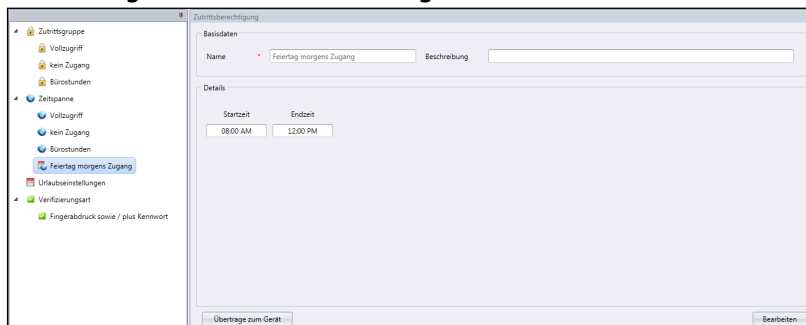 Zutrittsberechtigung
Zutrittsgruppe
Vollzugriff
kein Zugang
Bürostunden
Zeitspanne
Vollzugriff
kein Zugang
Bürostunden
Feiertag morgens Zugang
Urlaubseinstellungen
Verifizierungsart
Fingerabdruck sowie / plus Kennwort
Basisdaten
Name * Feiertag morgens Zugang Beschreibung
Details
Startzeit Endzeit
08:00 AM 12:00 PM
Übertrage zum Gerät Bearbeiten